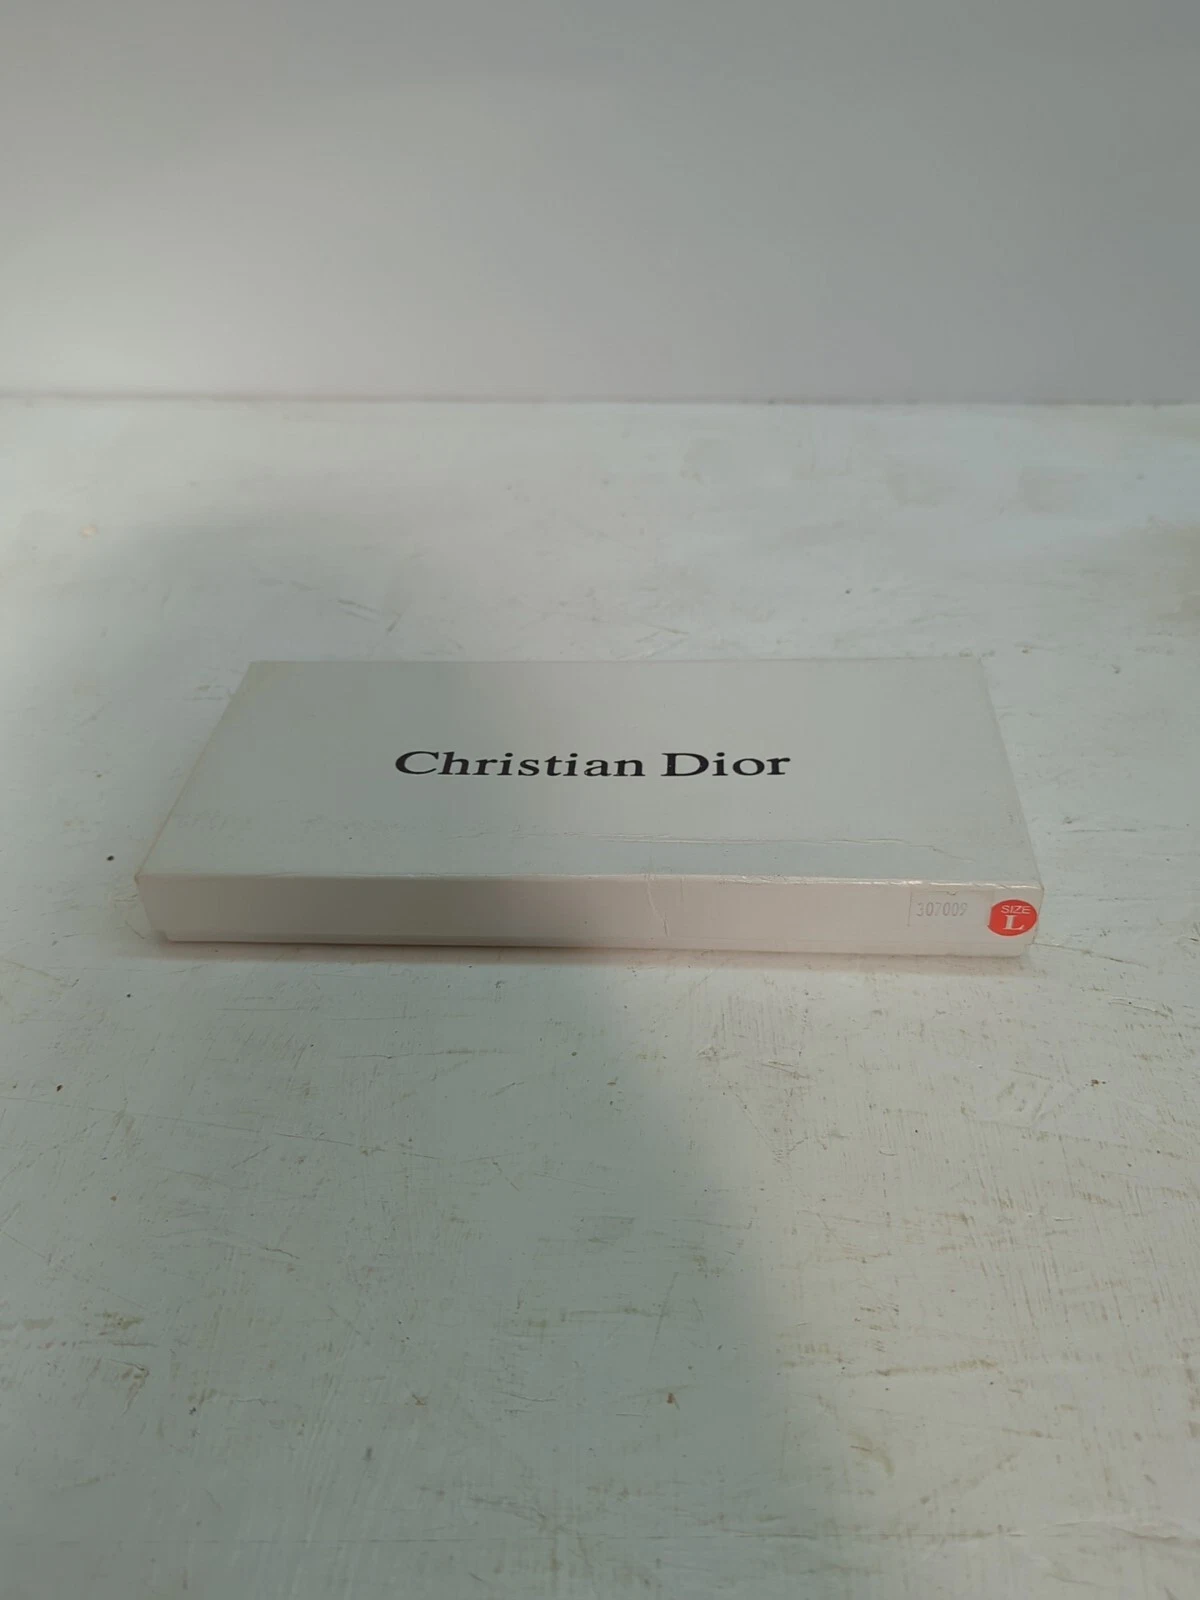 Christian Dior
307009
SIZE
L